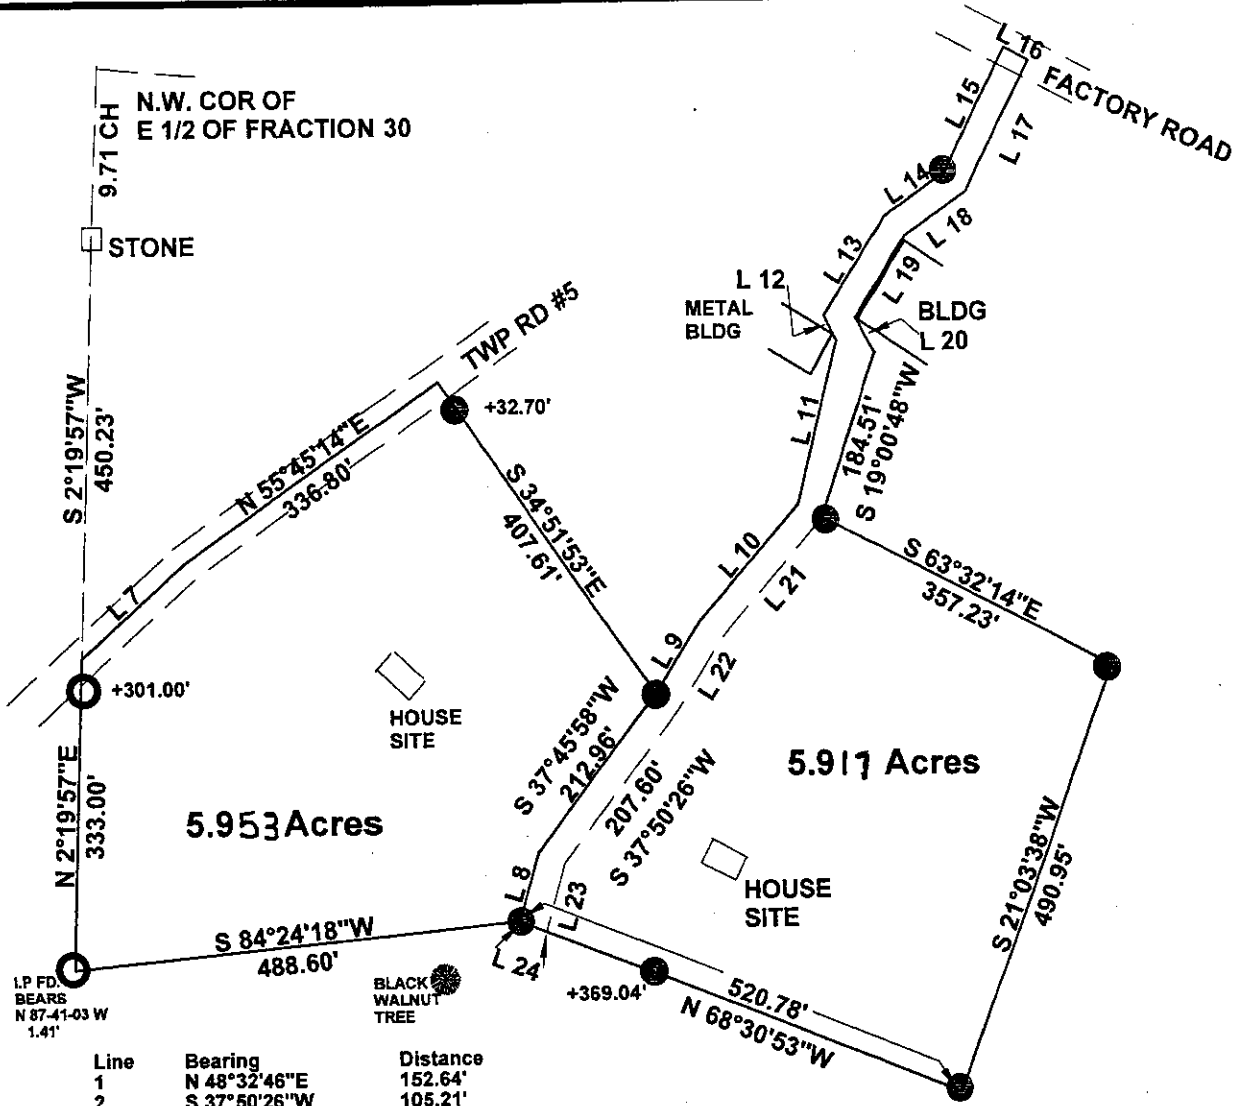 L 16
FACTORY ROAD
N.W. COR OF
E 1/2 OF FRACTION 30
9.71 CH
L 15
L 17
L 14
L 18
STONE
L 13
L 19
L 12
METAL
BLDG
BLDG
L 20
TWP RD #5
+32.70'
S 2°19'57"W
450.23'
N 55°45'14"E
336.80'
L 11
184.51'
S 19°00'48"W
S 34°51'53"E
407.61'
L 10
L 21
S 63°32'14"E
357.23'
L 7
L 9
L 22
+301.00'
HOUSE
SITE
S 37°45'58"W
212.96'
207.60'
S 37°50'26"W
5.917 Acres
N 2°19'57"E
333.00'
5.953 Acres
HOUSE
SITE
S 21°03'38"W
490.95'
L 8
L 23
S 84°24'18"W
488.60'
L 24
I.P FD.
BEARS
N 87-41-03 W
1.41'
BLACK
WALNUT
TREE
+369.04'
520.78'
N 68°30'53"W
Line Bearing Distance
1 N 48°32'46"E 152.64'
2 S 37°50'26"W 105.21'